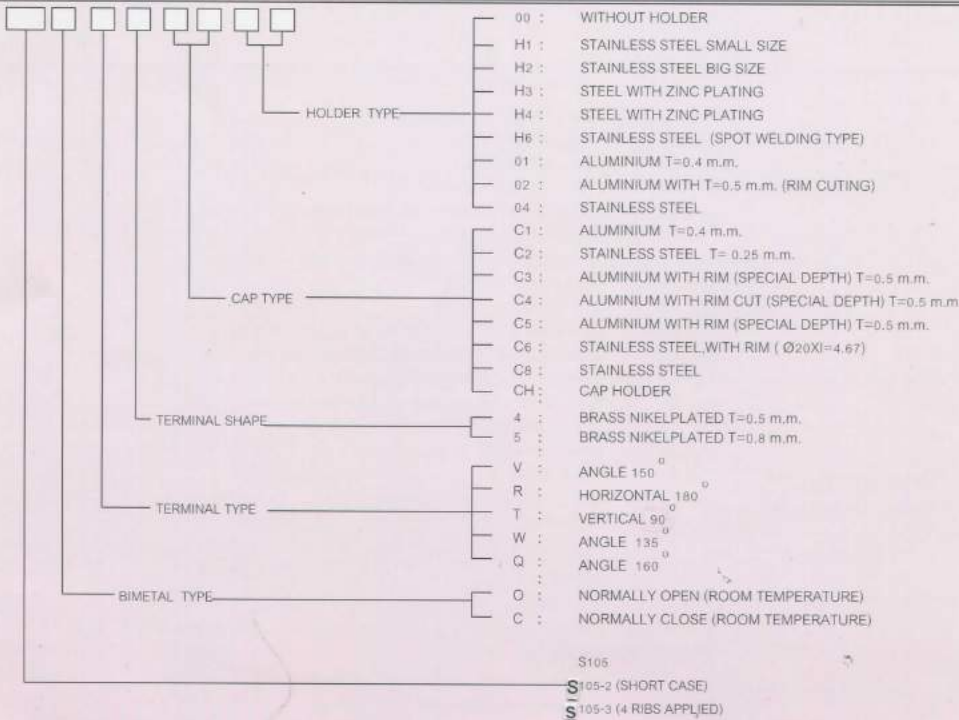 00 : WITHOUT HOLDER
H1 : STAINLESS STEEL SMALL SIZE
H2 : STAINLESS STEEL BIG SIZE
H3 : STEEL WITH ZINC PLATING
HOLDER TYPE H4 : STEEL WITH ZINC PLATING
H6 : STAINLESS STEEL (SPOT WELDING TYPE)
01 : ALUMINIUM T=0.4 m.m.
02 : ALUMINIUM WITH T=0.5 m.m. (RIM CUTING)
04 : STAINLESS STEEL
C1 : ALUMINIUM T=0.4 m.m.
C2 : STAINLESS STEEL T= 0.25 m.m.
C3 : ALUMINIUM WITH RIM (SPECIAL DEPTH) T=0.5 m.m.
CAP TYPE C4 : ALUMINIUM WITH RIM CUT (SPECIAL DEPTH) T=0.5 m.m
C5 : ALUMINIUM WITH RIM (SPECIAL DEPTH) T=0.5 m.m.
C6 : STAINLESS STEEL,WITH RIM ( Ø20Xl=4.67)
C8 : STAINLESS STEEL
CH : CAP HOLDER
TERMINAL SHAPE 4 : BRASS NIKELPLATED T=0.5 m.m.
5 : BRASS NIKELPLATED T=0.8 m.m.
V : ANGLE 150°
R : HORIZONTAL 180°
TERMINAL TYPE T : VERTICAL 90°
W : ANGLE 135°
Q : ANGLE 160°
BIMETAL TYPE O : NORMALLY OPEN (ROOM TEMPERATURE)
C : NORMALLY CLOSE (ROOM TEMPERATURE)
S105
S105-2 (SHORT CASE)
S105-3 (4 RIBS APPLIED)